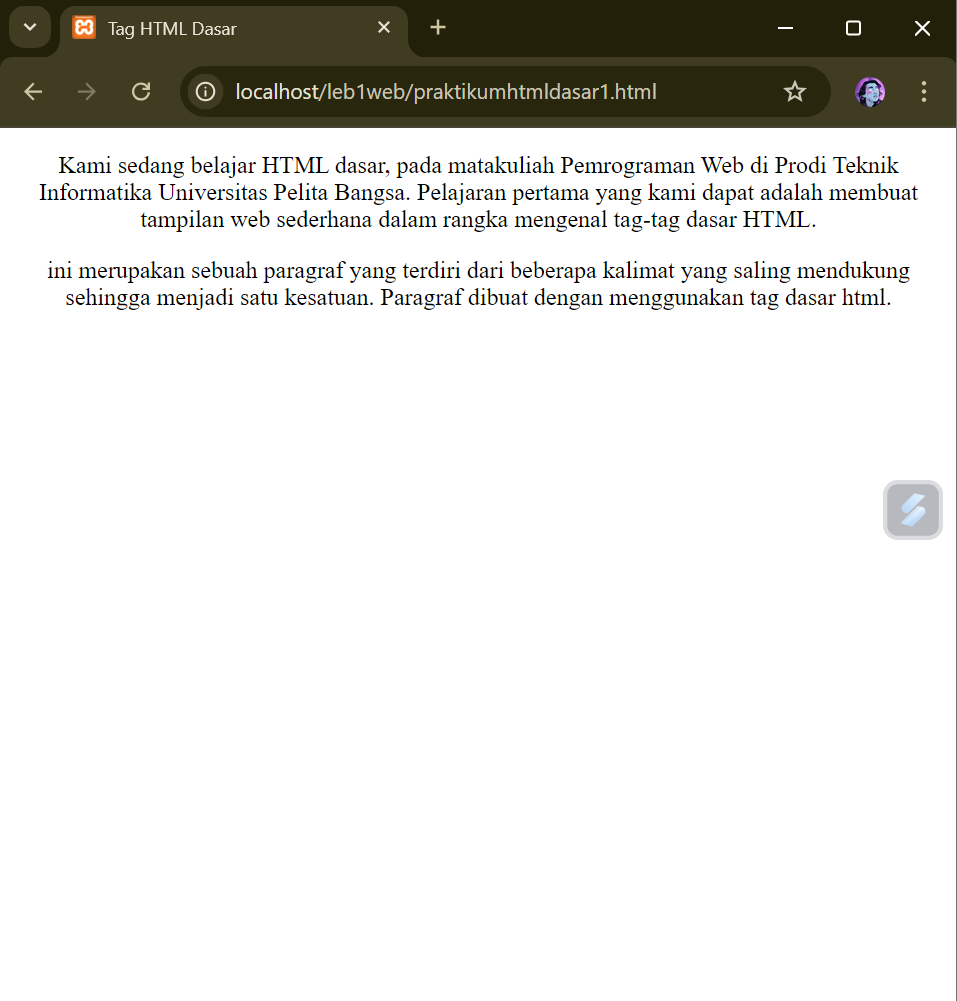 Tag HTML Dasar
localhost/leb1web/praktikumhtmldasar1.html
Kami sedang belajar HTML dasar, pada matakuliah Pemrograman Web di Prodi Teknik
Informatika Universitas Pelita Bangsa. Pelajaran pertama yang kami dapat adalah membuat
tampilan web sederhana dalam rangka mengenal tag-tag dasar HTML.
ini merupakan sebuah paragraf yang terdiri dari beberapa kalimat yang saling mendukung
sehingga menjadi satu kesatuan. Paragraf dibuat dengan menggunakan tag dasar html.